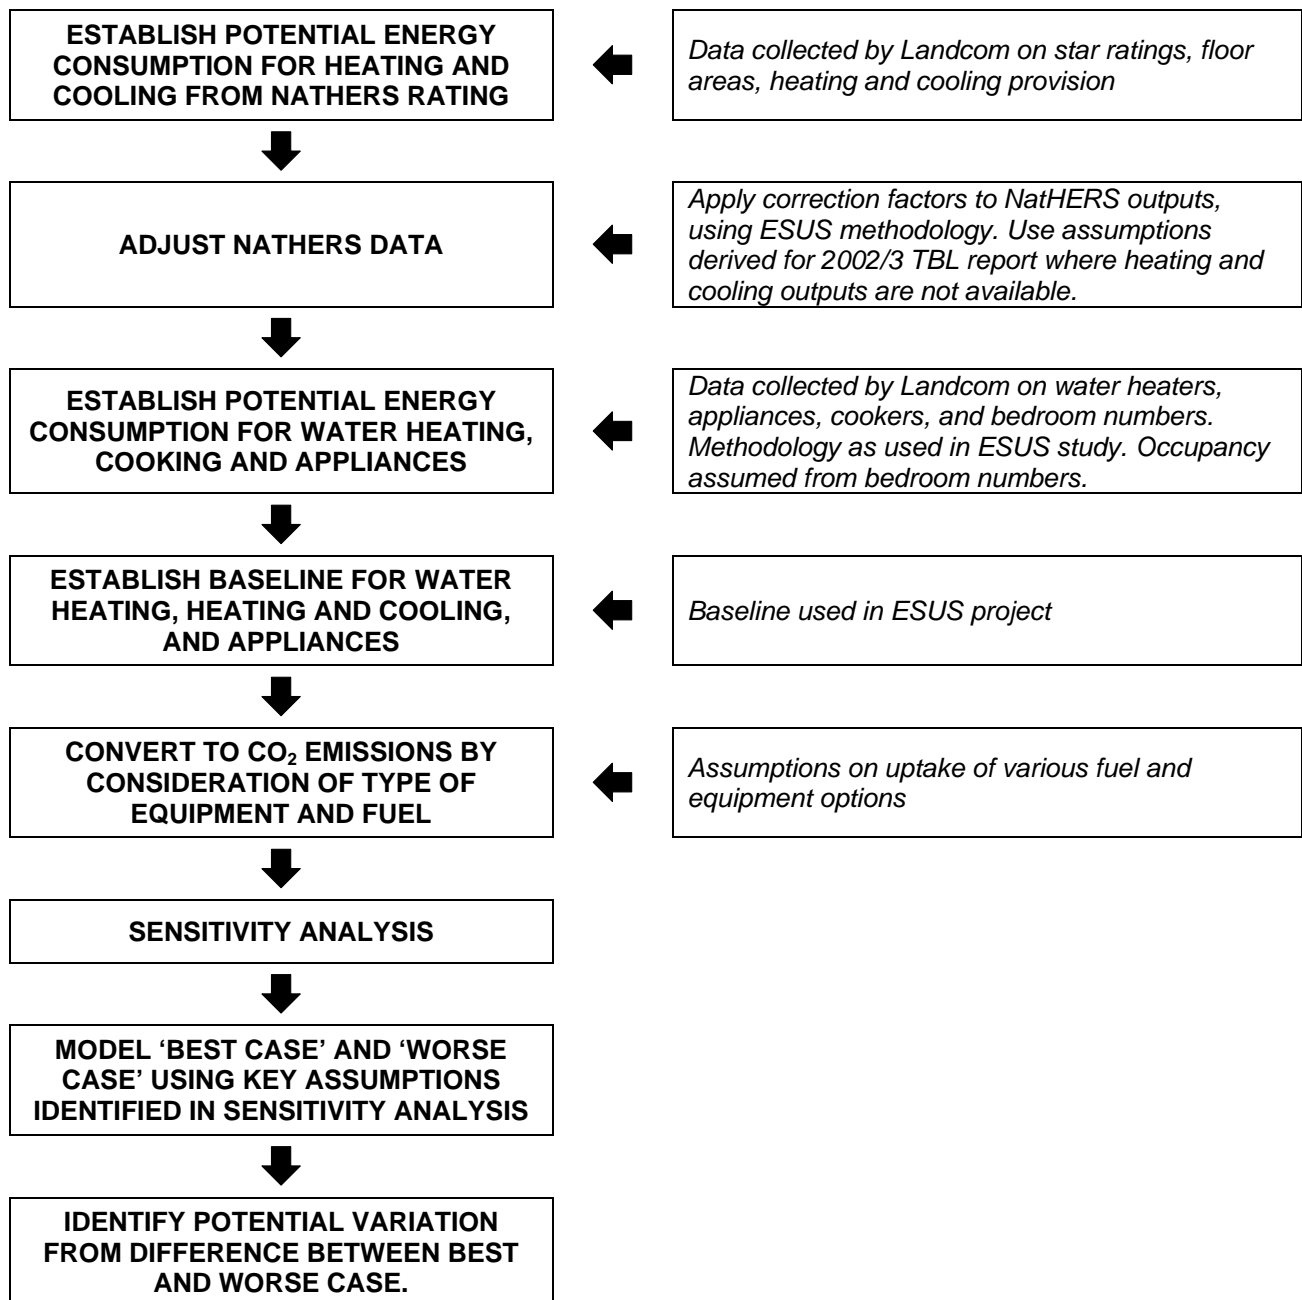 ESTABLISH POTENTIAL ENERGY
CONSUMPTION FOR HEATING AND
COOLING FROM NATHERS RATING
Data collected by Landcom on star ratings, floor
areas, heating and cooling provision
ADJUST NATHERS DATA
Apply correction factors to NatHERS outputs,
using ESUS methodology. Use assumptions
derived for 2002/3 TBL report where heating and
cooling outputs are not available.
ESTABLISH POTENTIAL ENERGY
CONSUMPTION FOR WATER HEATING,
COOKING AND APPLIANCES
Data collected by Landcom on water heaters,
appliances, cookers, and bedroom numbers.
Methodology as used in ESUS study. Occupancy
assumed from bedroom numbers.
ESTABLISH BASELINE FOR WATER
HEATING, HEATING AND COOLING,
AND APPLIANCES
Baseline used in ESUS project
CONVERT TO CO₂ EMISSIONS BY
CONSIDERATION OF TYPE OF
EQUIPMENT AND FUEL
Assumptions on uptake of various fuel and
equipment options
SENSITIVITY ANALYSIS
MODEL ‘BEST CASE’ AND ‘WORSE
CASE’ USING KEY ASSUMPTIONS
IDENTIFIED IN SENSITIVITY ANALYSIS
IDENTIFY POTENTIAL VARIATION
FROM DIFFERENCE BETWEEN BEST
AND WORSE CASE.